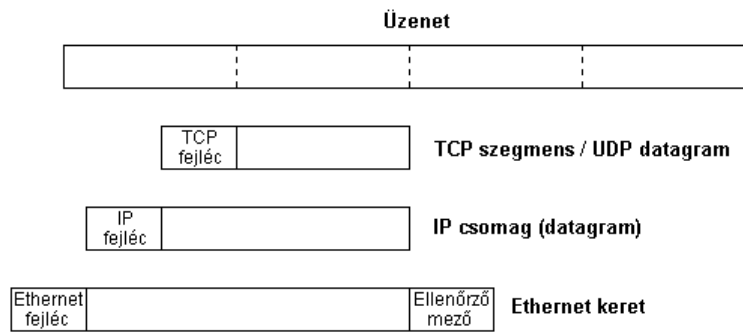 Üzenet
TCP
fejléc
TCP szegmens / UDP datagram
IP
fejléc
IP csomag (datagram)
Ethernet
fejléc
Ellenőrző
mező
Ethernet keret